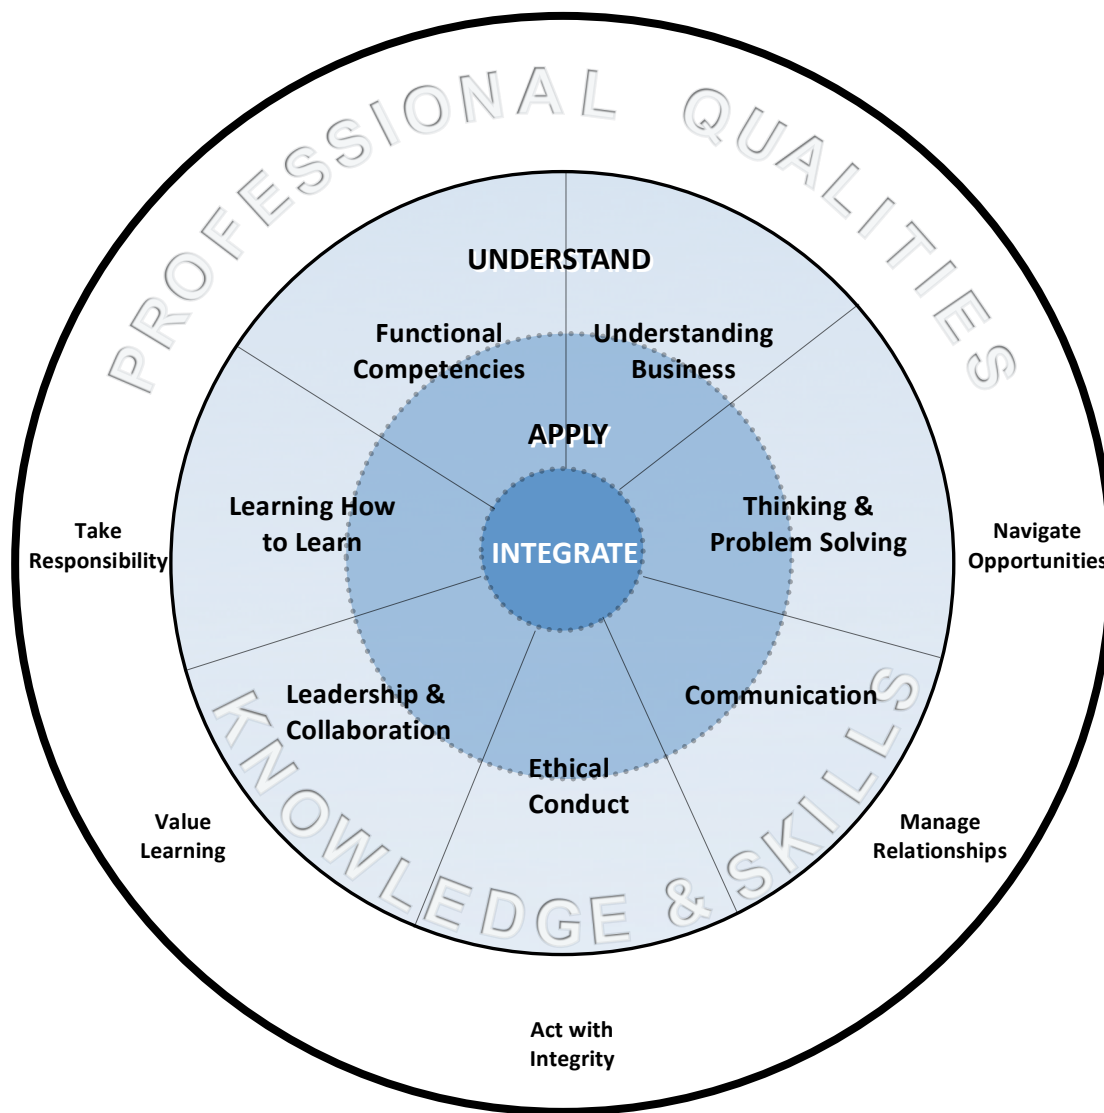 PROFESSIONAL QUALITIES
UNDERSTAND
Functional
Competencies
Understanding
Business
APPLY
Learning How
to Learn
INTEGRATE
Thinking &
Problem Solving
Take
Responsibility
Navigate
Opportunities
Leadership &
Collaboration
Communication
Ethical
Conduct
KNOWLEDGE & SKILLS
Value
Learning
Manage
Relationships
Act with
Integrity